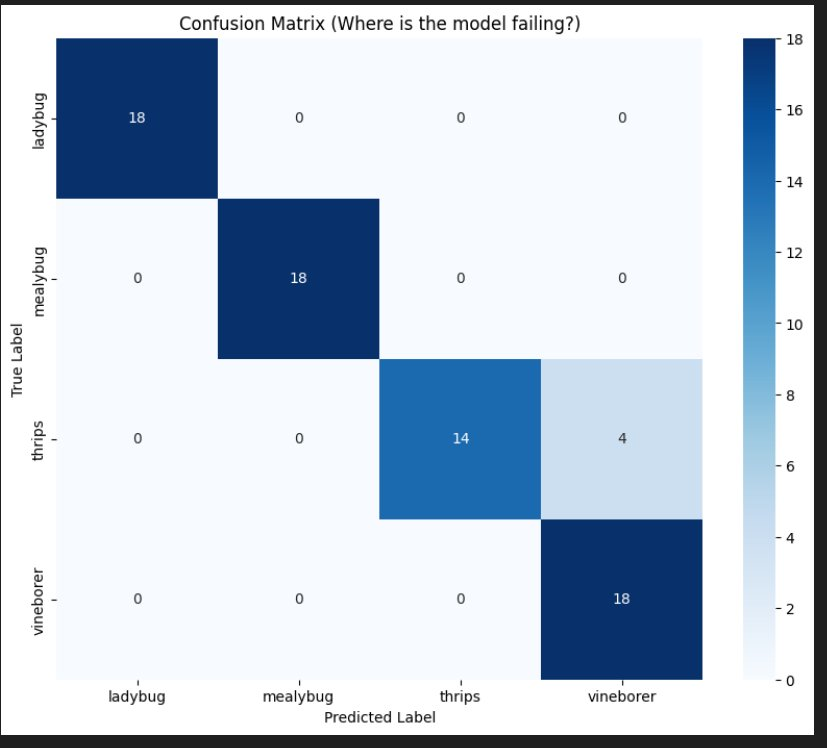 Confusion Matrix (Where is the model failing?)
True Label
ladybug
18 0 0 0
mealybug
0 18 0 0
thrips
0 0 14 4
vineborer
0 0 0 18
ladybug mealybug thrips vineborer
Predicted Label
18
16
14
12
10
8
6
4
2
0